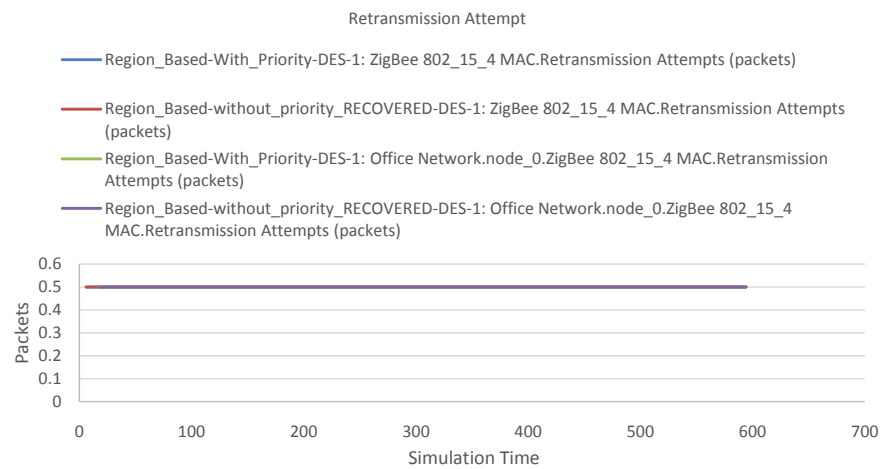 Retransmission Attempt
Region_Based-With_Priority-DES-1: ZigBee 802_15_4 MAC.Retransmission Attempts (packets)
Region_Based-without_priority_RECOVERED-DES-1: ZigBee 802_15_4 MAC.Retransmission Attempts
(packets)
Region_Based-With_Priority-DES-1: Office Network.node_0.ZigBee 802_15_4 MAC.Retransmission
Attempts (packets)
Region_Based-without_priority_RECOVERED-DES-1: Office Network.node_0.ZigBee 802_15_4
MAC.Retransmission Attempts (packets)
0.6
0.5
0.4
0.3
0.2
0.1
0
Packets
0 100 200 300 400 500 600 700
Simulation Time